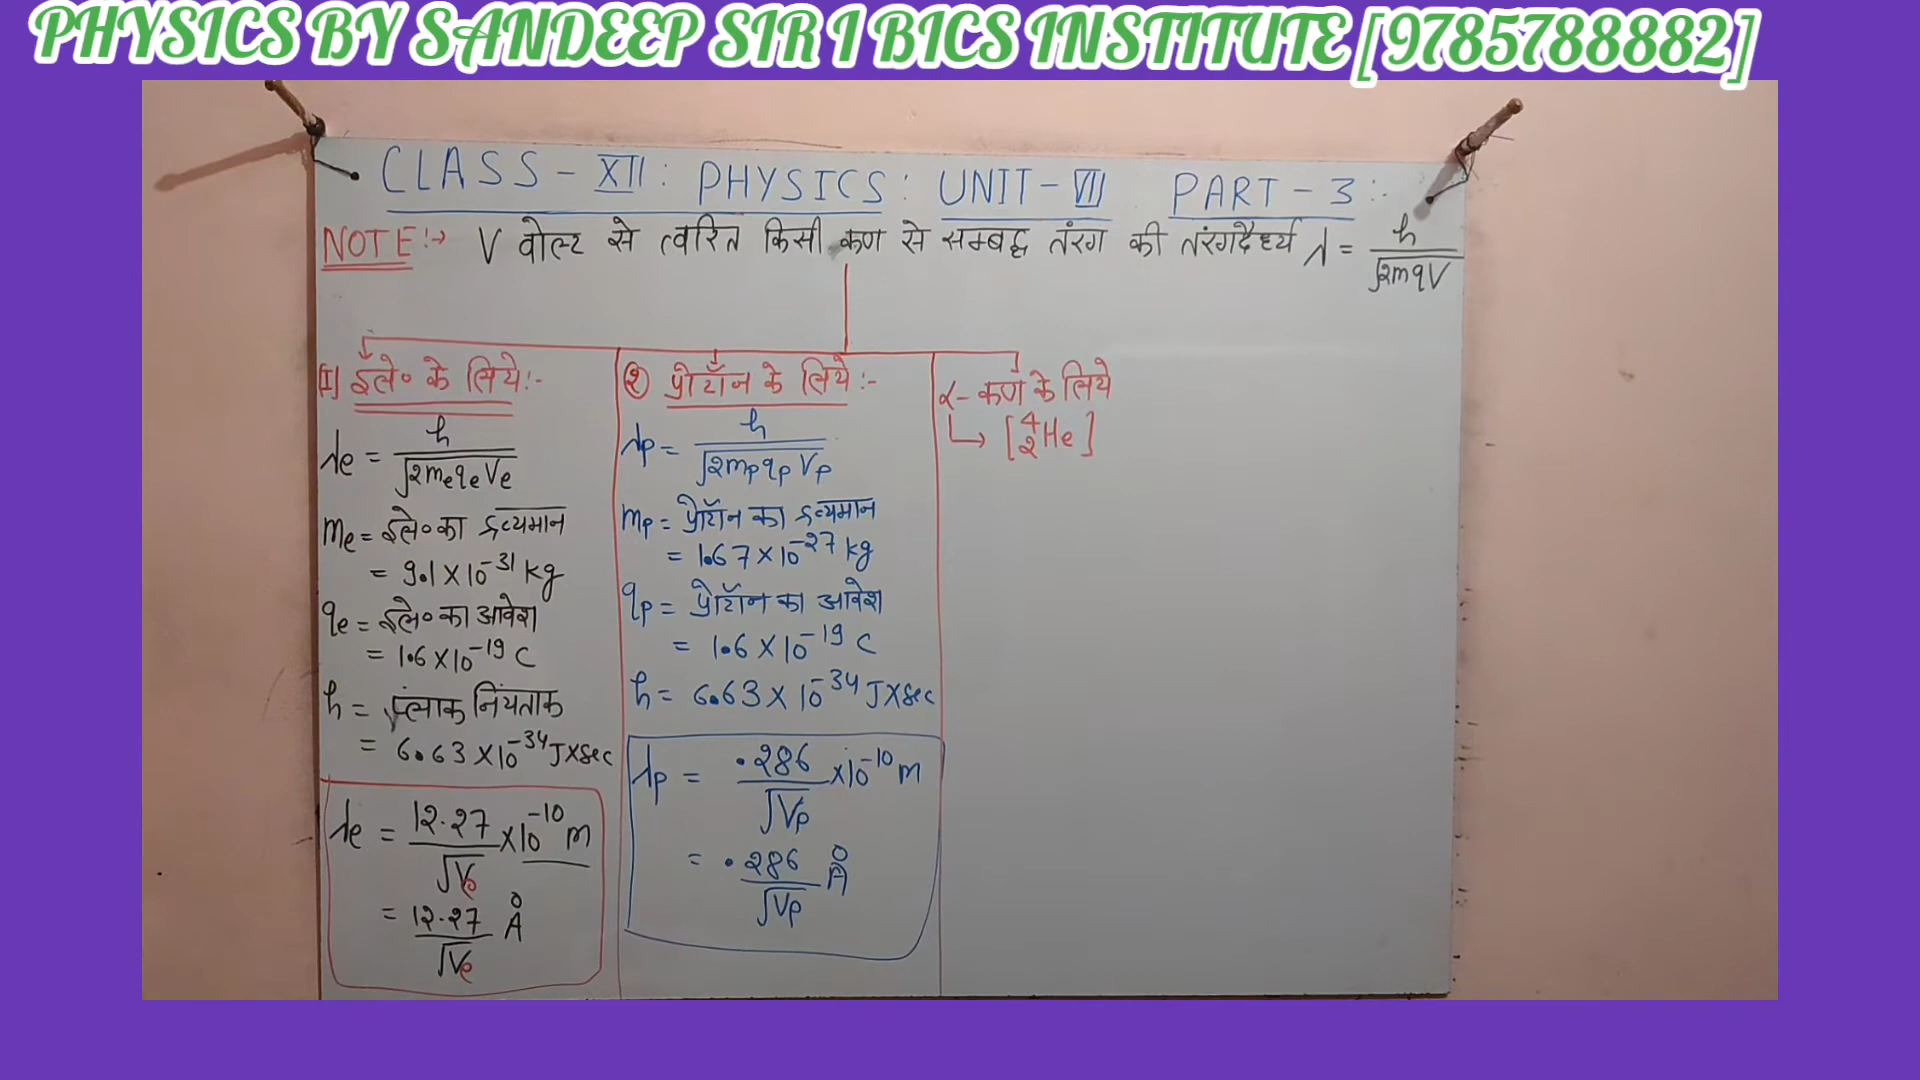 PHYSICS BY SANDEEP SIR I BICS INSTITUTE [9785788882]
CLASS - XII : PHYSICS : UNIT - VII PART - 3 :-
NOTE :→ V वोल्ट से त्वरित किसी कण से सम्बद्ध तंरग की तरंगदैर्ध्य λ = h / √2mqV
(I) इले० के लिये :-
λe = h / √2meqeVe
me = इले० का द्रव्यमान
= 9.1 × 10⁻³¹ kg
qe = इले० का आवेश
= 1.6 × 10⁻¹⁹ C
h = प्लांक नियंताक
= 6.63 × 10⁻³⁴ J×sec
λe = 12.27 / √Ve × 10⁻¹⁰ m
= 12.27 / √Ve Å
(2) प्रोटॉन के लिये :-
λp = h / √2mpqpVp
mp = प्रोटॉन का द्रव्यमान
= 1.67 × 10⁻²⁷ kg
qp = प्रोटॉन का आवेश
= 1.6 × 10⁻¹⁹ C
h = 6.63 × 10⁻³⁴ J×sec
λp = .286 / √Vp × 10⁻¹⁰ m
= .286 / √Vp Å
α- कण के लिये
↳ [⁴₂He]